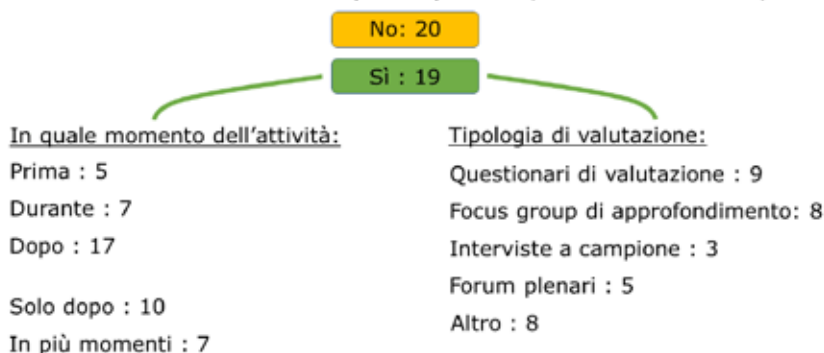 No: 20
Sì : 19
In quale momento dell'attività:
Prima : 5
Durante : 7
Dopo : 17
Solo dopo : 10
In più momenti : 7
Tipologia di valutazione:
Questionari di valutazione : 9
Focus group di approfondimento: 8
Interviste a campione : 3
Forum plenari : 5
Altro : 8